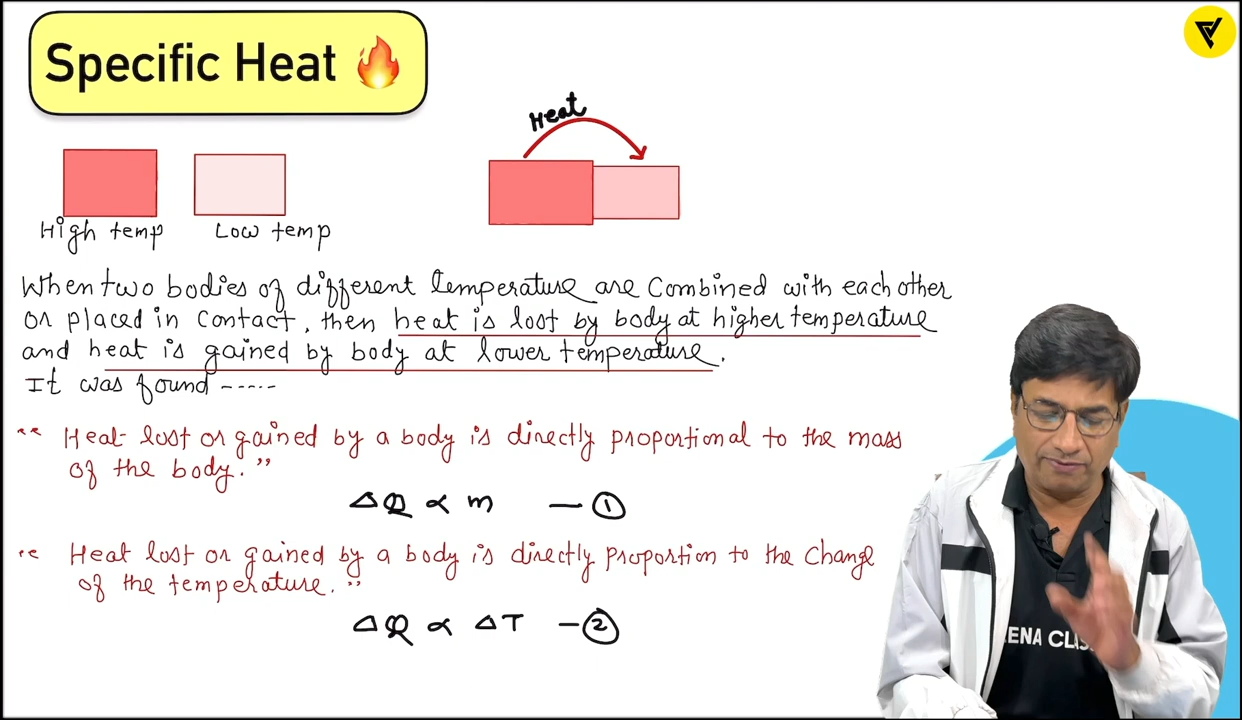 Specific Heat 🔥
Heat
High temp
Low temp
When two bodies of different temperature are combined with each other
or placed in contact, then heat is lost by body at higher temperature
and heat is gained by body at lower temperature.
It was found -----
“ Heat lost or gained by a body is directly proportional to the mass
of the body.”
ΔQ ∝ m — ①
“ Heat lost or gained by a body is directly proportion to the change
of the temperature.”
ΔQ ∝ ΔT — ②
ENA CLAS